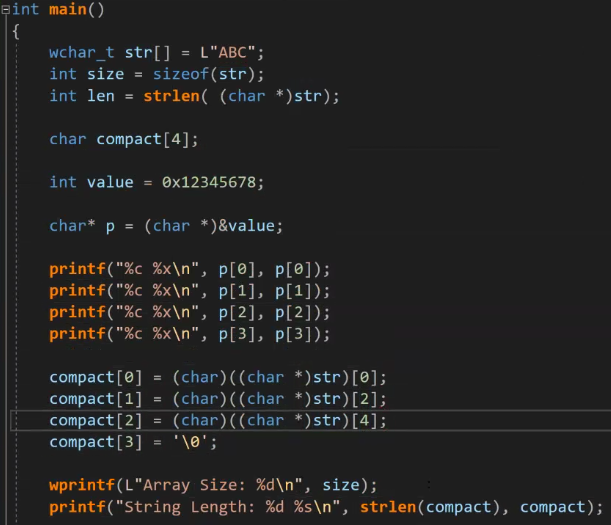 int main()
{
wchar_t str[] = L"ABC";
int size = sizeof(str);
int len = strlen( (char *)str);
char compact[4];
int value = 0x12345678;
char* p = (char *)&value;
printf("%c %x\n", p[0], p[0]);
printf("%c %x\n", p[1], p[1]);
printf("%c %x\n", p[2], p[2]);
printf("%c %x\n", p[3], p[3]);
compact[0] = (char)((char *)str)[0];
compact[1] = (char)((char *)str)[2];
compact[2] = (char)((char *)str)[4];
compact[3] = '\0';
wprintf(L"Array Size: %d\n", size);
printf("String Length: %d %s\n", strlen(compact), compact);